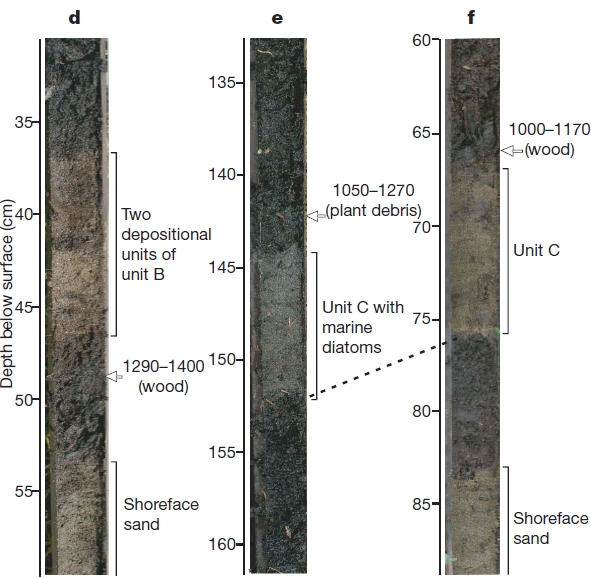 d
e
f
Depth below surface (cm)
35
40
45
50
55
Two
depositional
units of
unit B
1290–1400
(wood)
Shoreface
sand
135
140
145
150
155
160
1050–1270
(plant debris)
Unit C with
marine
diatoms
60
65
70
75
80
85
1000–1170
(wood)
Unit C
Shoreface
sand